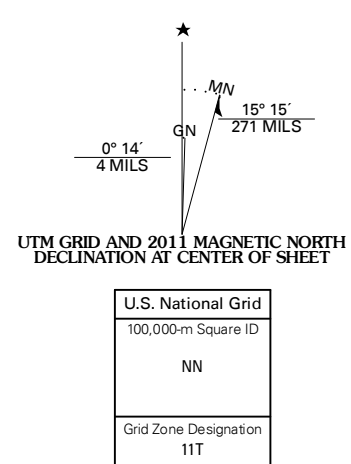 ★
MN
15° 15´
271 MILS
GN
0° 14´
4 MILS
UTM GRID AND 2011 MAGNETIC NORTH
DECLINATION AT CENTER OF SHEET
U.S. National Grid
100,000-m Square ID
NN
Grid Zone Designation
11T